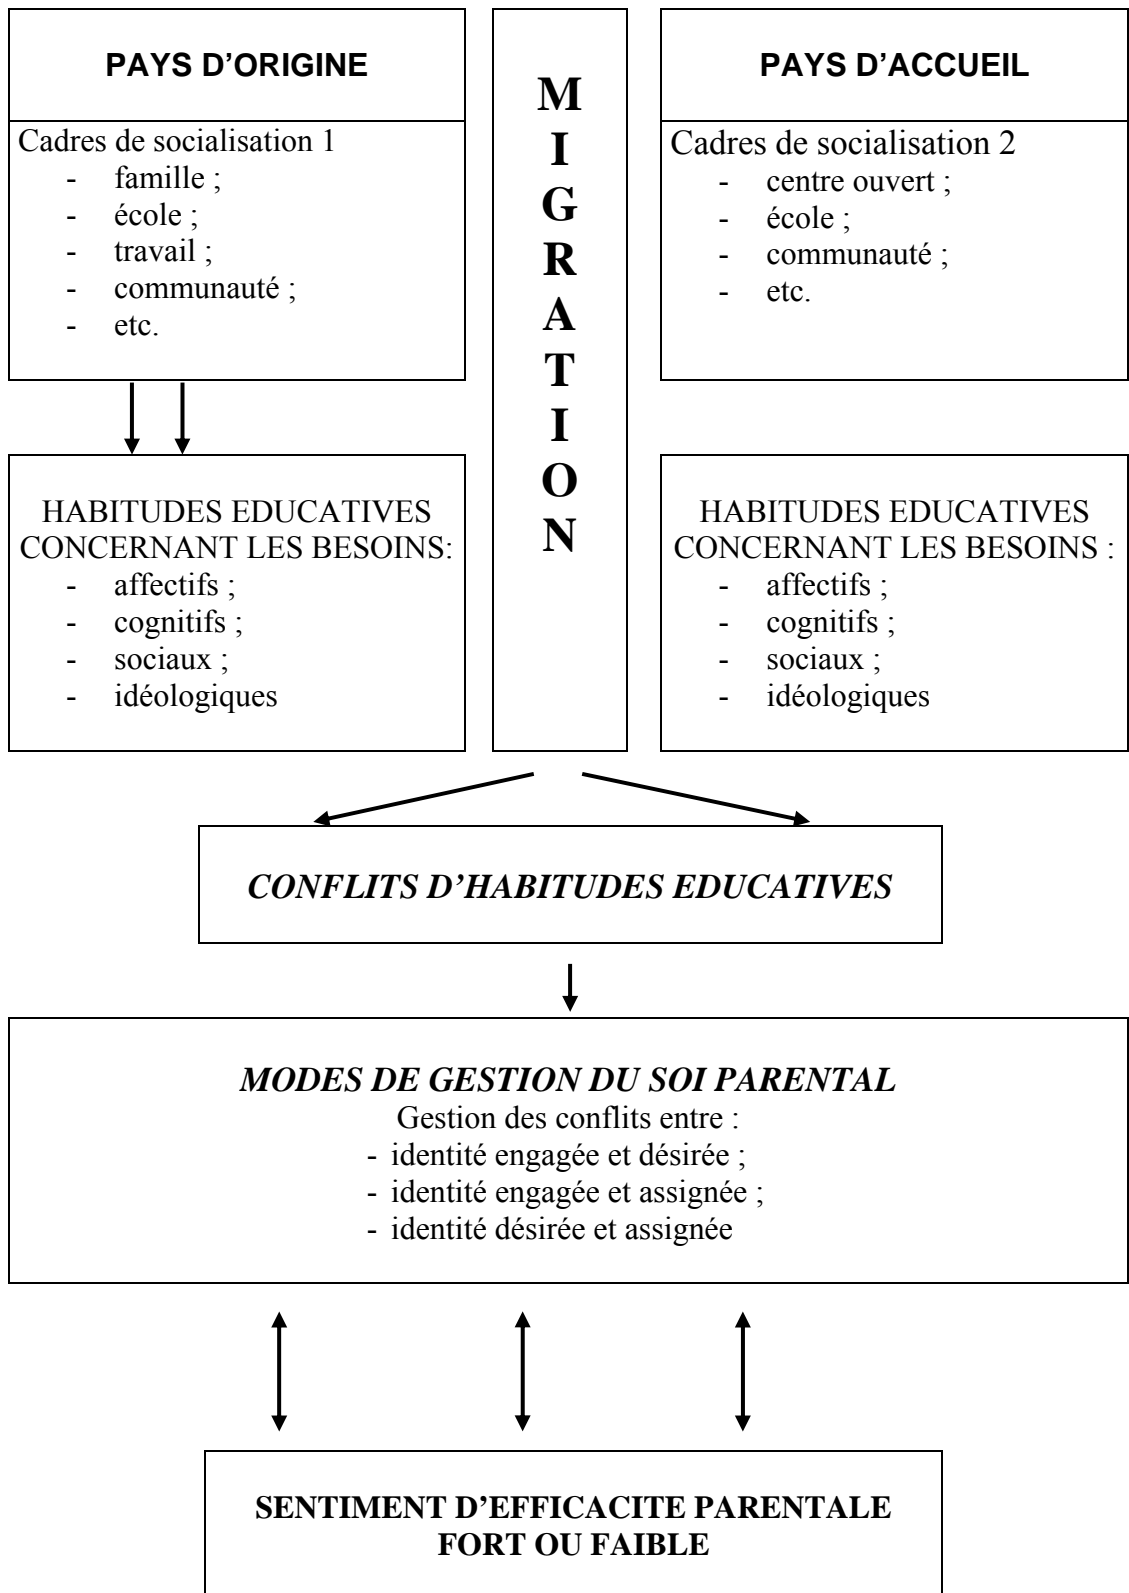 PAYS D’ORIGINE
Cadres de socialisation 1
- famille ;
- école ;
- travail ;
- communauté ;
- etc.
HABITUDES EDUCATIVES
CONCERNANT LES BESOINS:
- affectifs ;
- cognitifs ;
- sociaux ;
- idéologiques
M
I
G
R
A
T
I
O
N
PAYS D’ACCUEIL
Cadres de socialisation 2
- centre ouvert ;
- école ;
- communauté ;
- etc.
HABITUDES EDUCATIVES
CONCERNANT LES BESOINS :
- affectifs ;
- cognitifs ;
- sociaux ;
- idéologiques
CONFLITS D’HABITUDES EDUCATIVES
MODES DE GESTION DU SOI PARENTAL
Gestion des conflits entre :
- identité engagée et désirée ;
- identité engagée et assignée ;
- identité désirée et assignée
SENTIMENT D’EFFICACITE PARENTALE
FORT OU FAIBLE